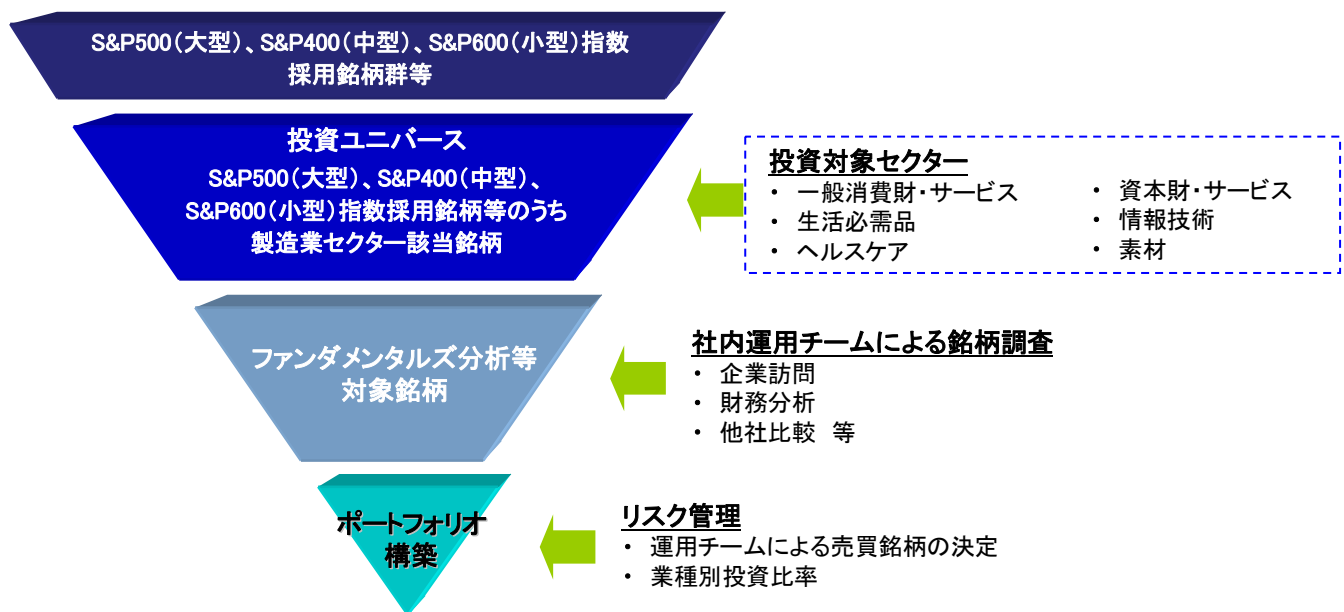 S&P500(大型)、S&P400(中型)、S&P600(小型)指数
採用銘柄群等
投資ユニバース
S&P500(大型)、S&P400(中型)、
S&P600(小型)指数採用銘柄等のうち
製造業セクター該当銘柄
投資対象セクター
・ 一般消費財・サービス
・ 生活必需品
・ ヘルスケア
・ 資本財・サービス
・ 情報技術
・ 素材
ファンダメンタルズ分析等
対象銘柄
社内運用チームによる銘柄調査
・ 企業訪問
・ 財務分析
・ 他社比較 等
ポートフォリオ
構築
リスク管理
・ 運用チームによる売買銘柄の決定
・ 業種別投資比率